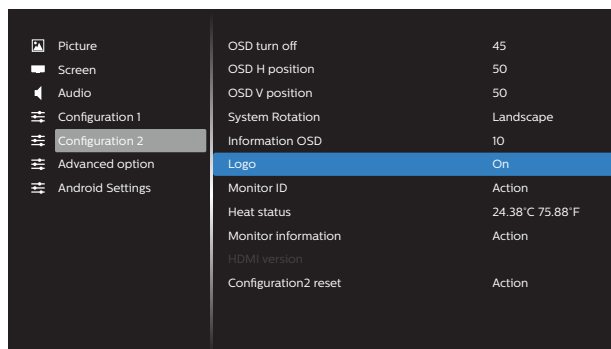 Picture
Screen
Audio
Configuration 1
Configuration 2
Advanced option
Android Settings
OSD turn off 45
OSD H position 50
OSD V position 50
System Rotation Landscape
Information OSD 10
Logo On
Monitor ID Action
Heat status 24.38°C 75.88°F
Monitor information Action
HDMI version
Configuration2 reset Action